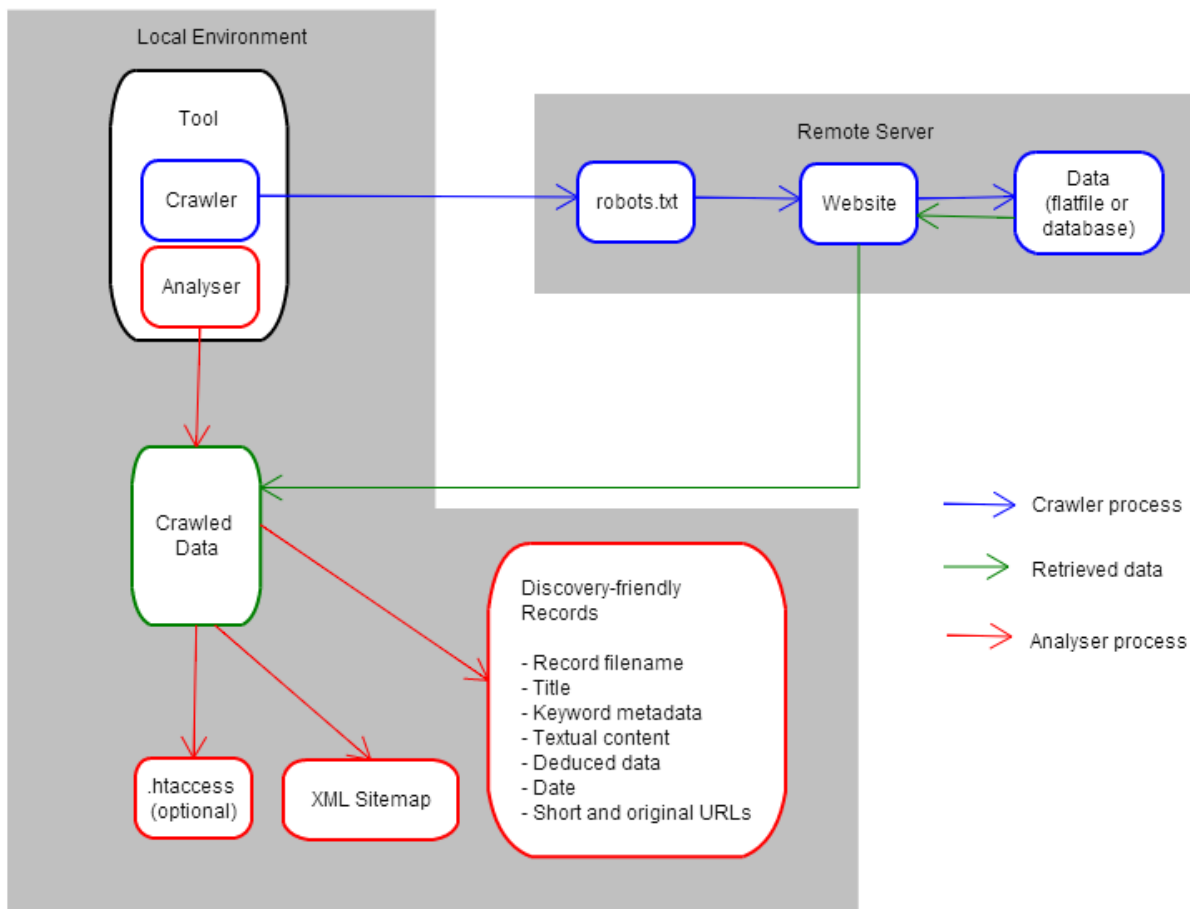 Local Environment
Tool
Crawler
Analyser
Remote Server
robots.txt
Website
Data
(flatfile or
database)
Crawled
Data
Discovery-friendly
Records
- Record filename
- Title
- Keyword metadata
- Textual content
- Deduced data
- Date
- Short and original URLs
.htaccess
(optional)
XML Sitemap
Crawler process
Retrieved data
Analyser process